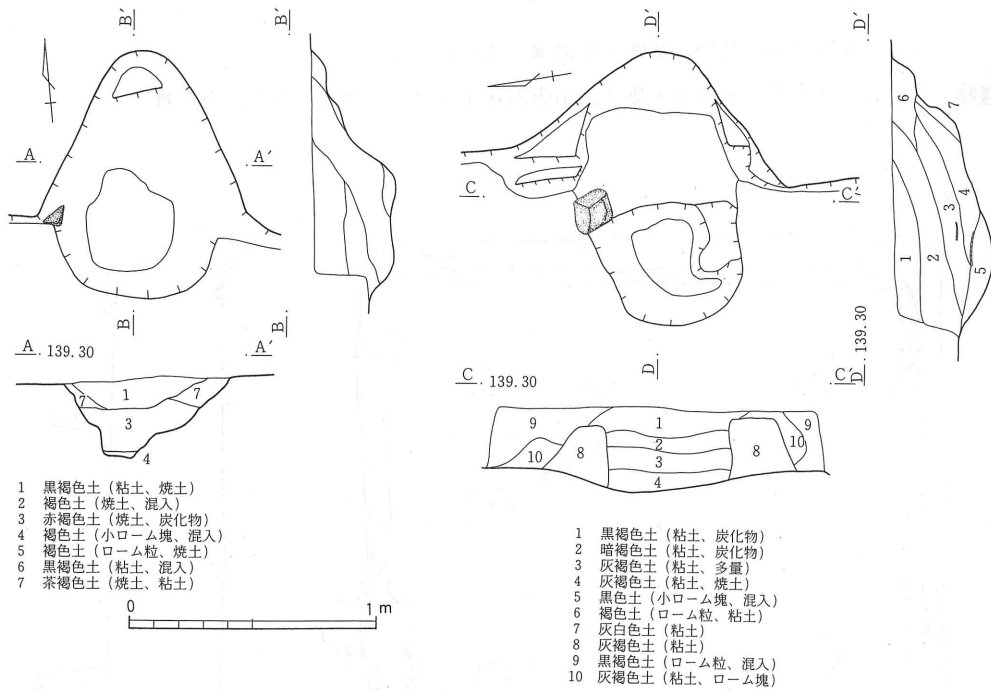 B′
B′
A
A′
B
B
A . 139.30
A′
1
7
7
3
4
1 黒褐色土（粘土、焼土）
2 褐色土（焼土、混入）
3 赤褐色土（焼土、炭化物）
4 褐色土（小ローム塊、混入）
5 褐色土（ローム粒、焼土）
6 黒褐色土（粘土、混入）
7 茶褐色土（焼土、粘土）
0
1 m
D′
D′
C
C′
6
7
4
3
1
2
5
D
D . 139.30
C . 139.30
C′
9
1
9
2
10
8
3
8
10
4
1 黒褐色土（粘土、炭化物）
2 暗褐色土（粘土、炭化物）
3 灰褐色土（粘土、多量）
4 灰褐色土（粘土、焼土）
5 黒色土（小ローム塊、混入）
6 褐色土（ローム粒、粘土）
7 灰白色土（粘土）
8 灰褐色土（粘土）
9 黒褐色土（ローム粒、混入）
10 灰褐色土（粘土、ローム塊）